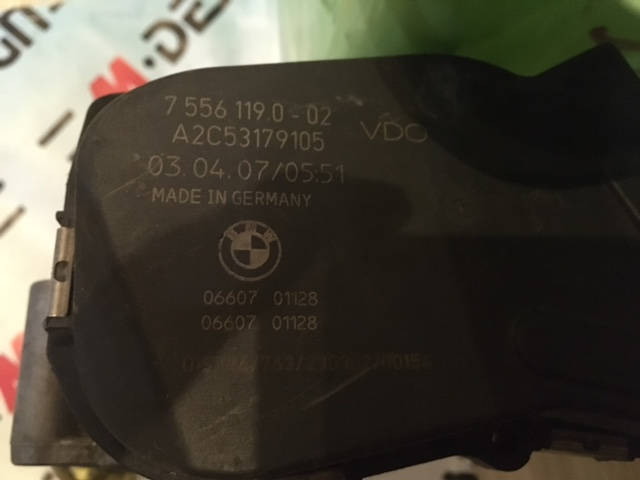 7 556 119.0 - 02
A2C53179105
VDO
03.04.07/05:51
MADE IN GERMANY
BMW
06607 01128
06607 01128